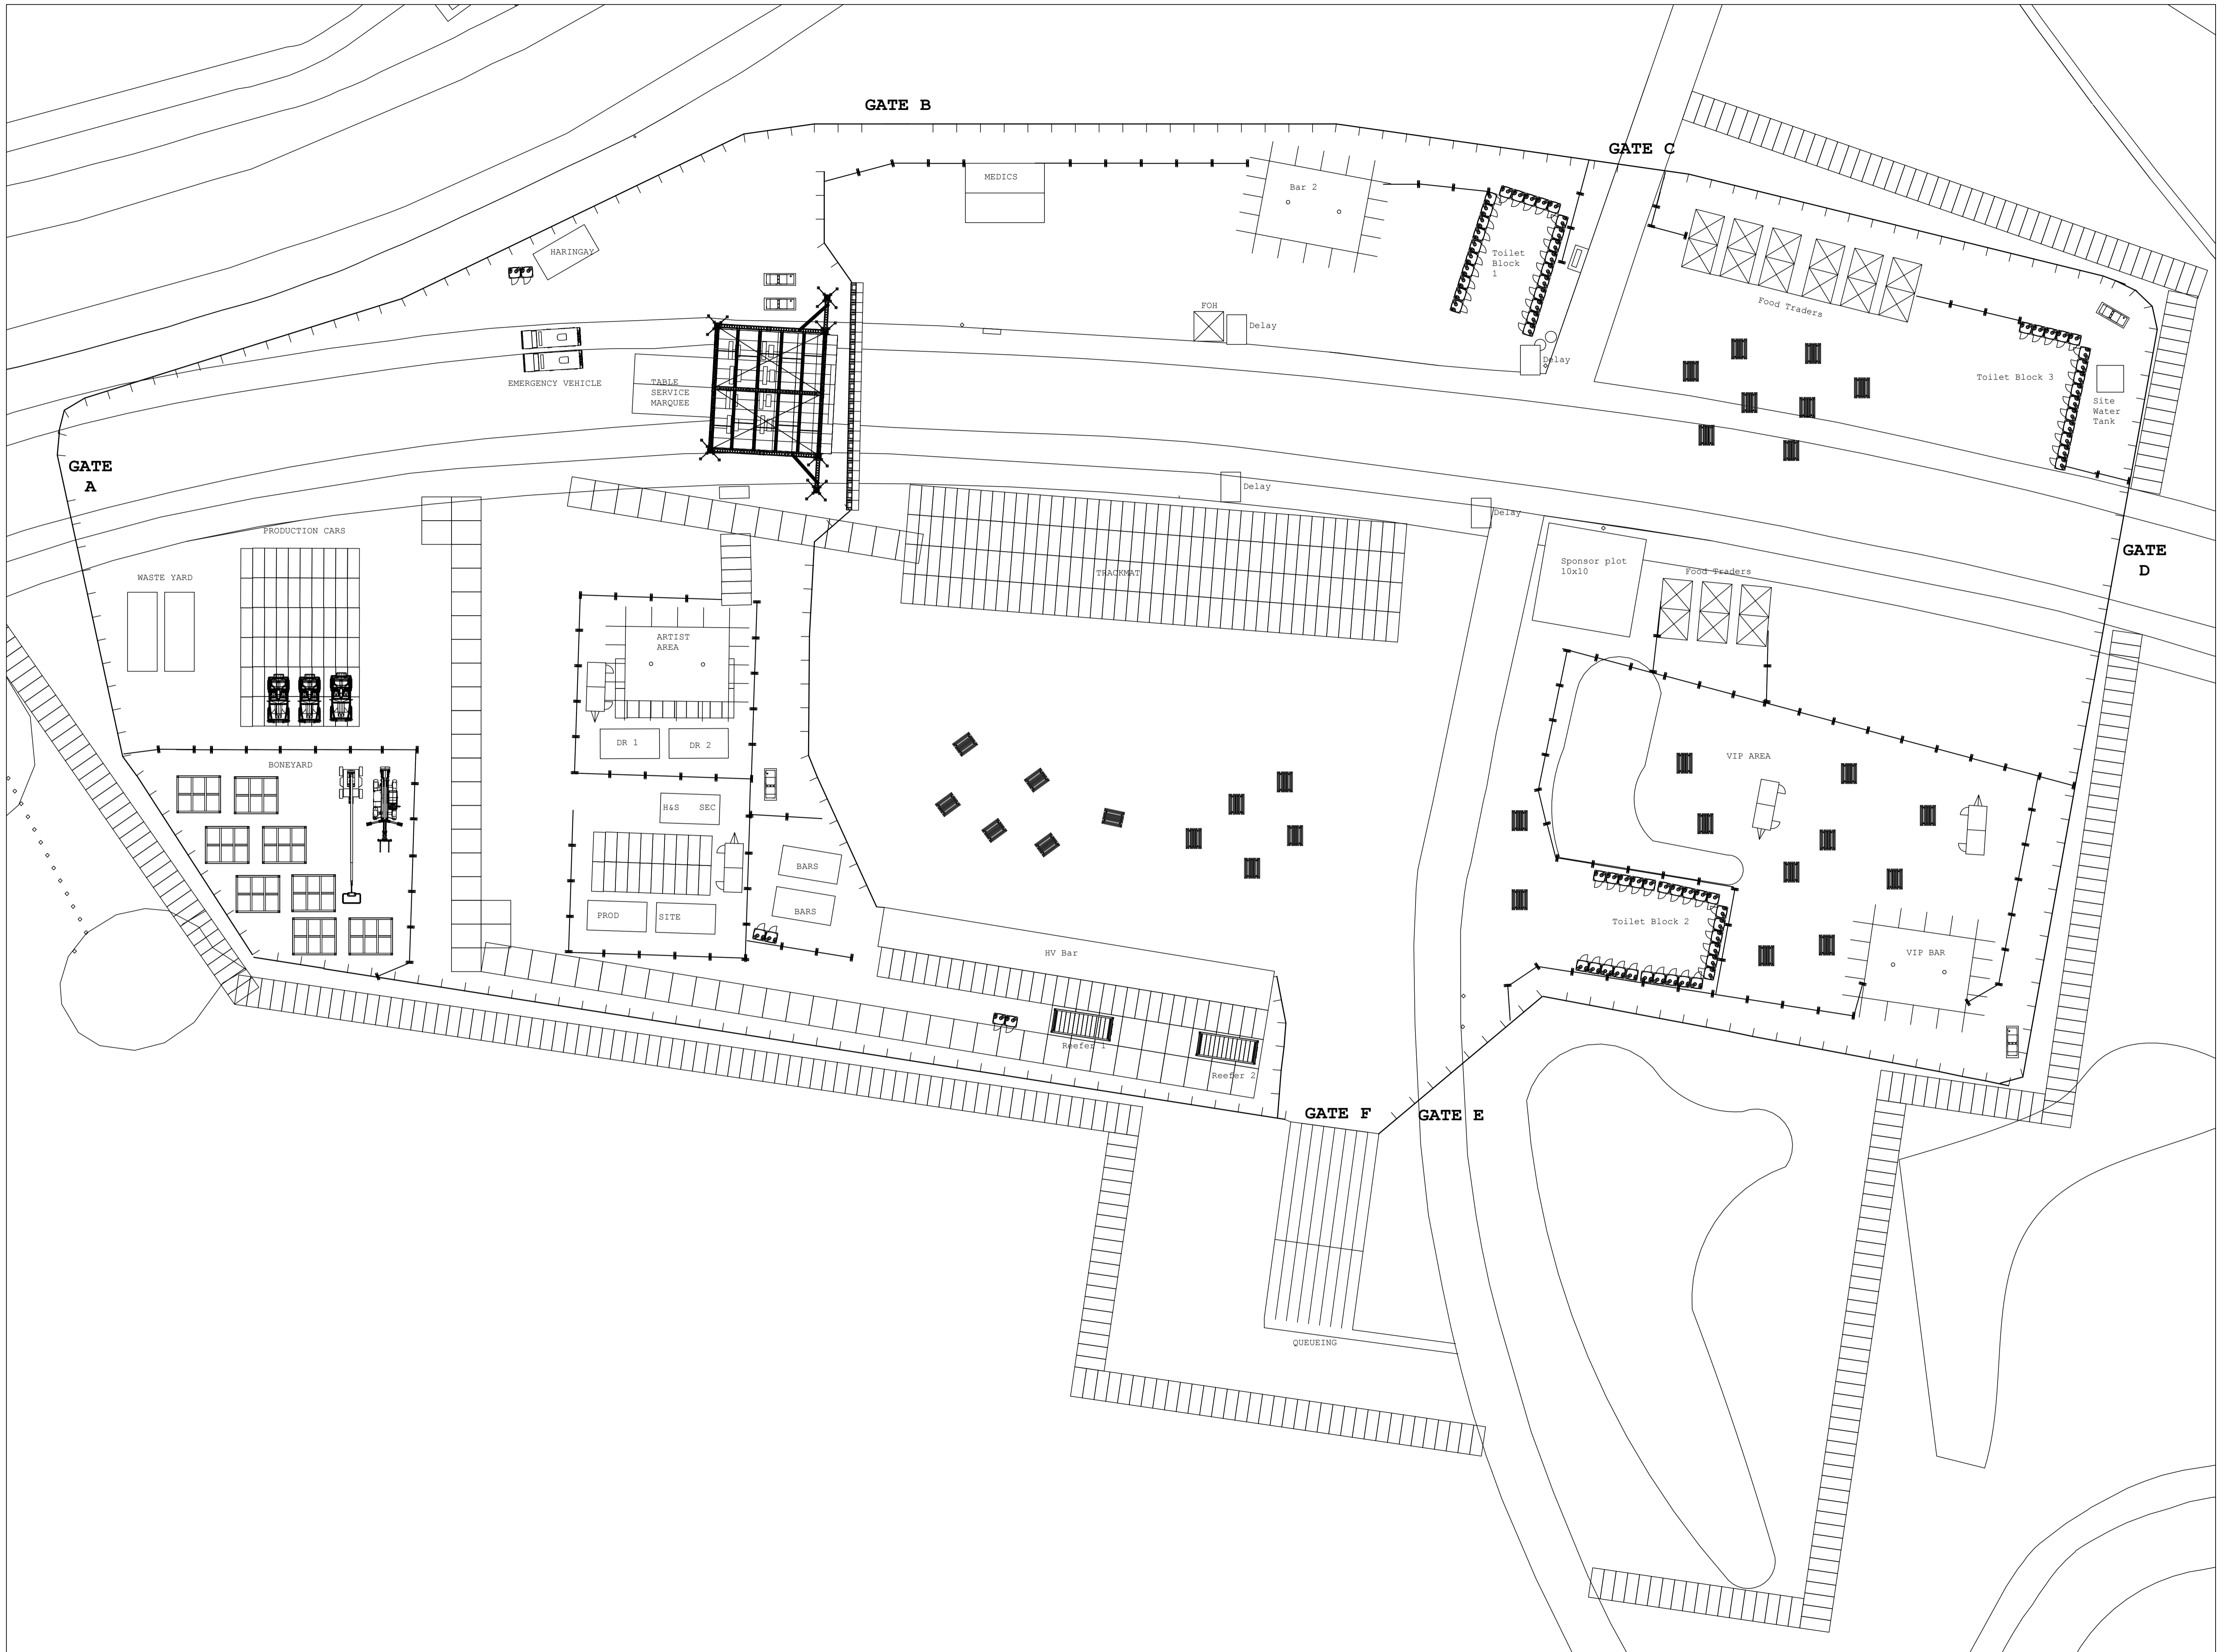 GATE B
GATE C
MEDICS
Bar 2
HARINGAY
Toilet
Block
1
FOH
Delay
Food Traders
EMERGENCY VEHICLE
TABLE
SERVICE
MARQUEE
Delay
Toilet Block 3
Site
Water
Tank
GATE
A
Delay
Delay
PRODUCTION CARS
GATE
D
WASTE YARD
TRACKMAT
Sponsor plot
10x10
Food Traders
ARTIST
AREA
DR 1
DR 2
BONEYARD
VIP AREA
H&S SEC
BARS
PROD
SITE
BARS
Toilet Block 2
HV Bar
VIP BAR
Reefer 1
Reefer 2
GATE F
GATE E
QUEUEING